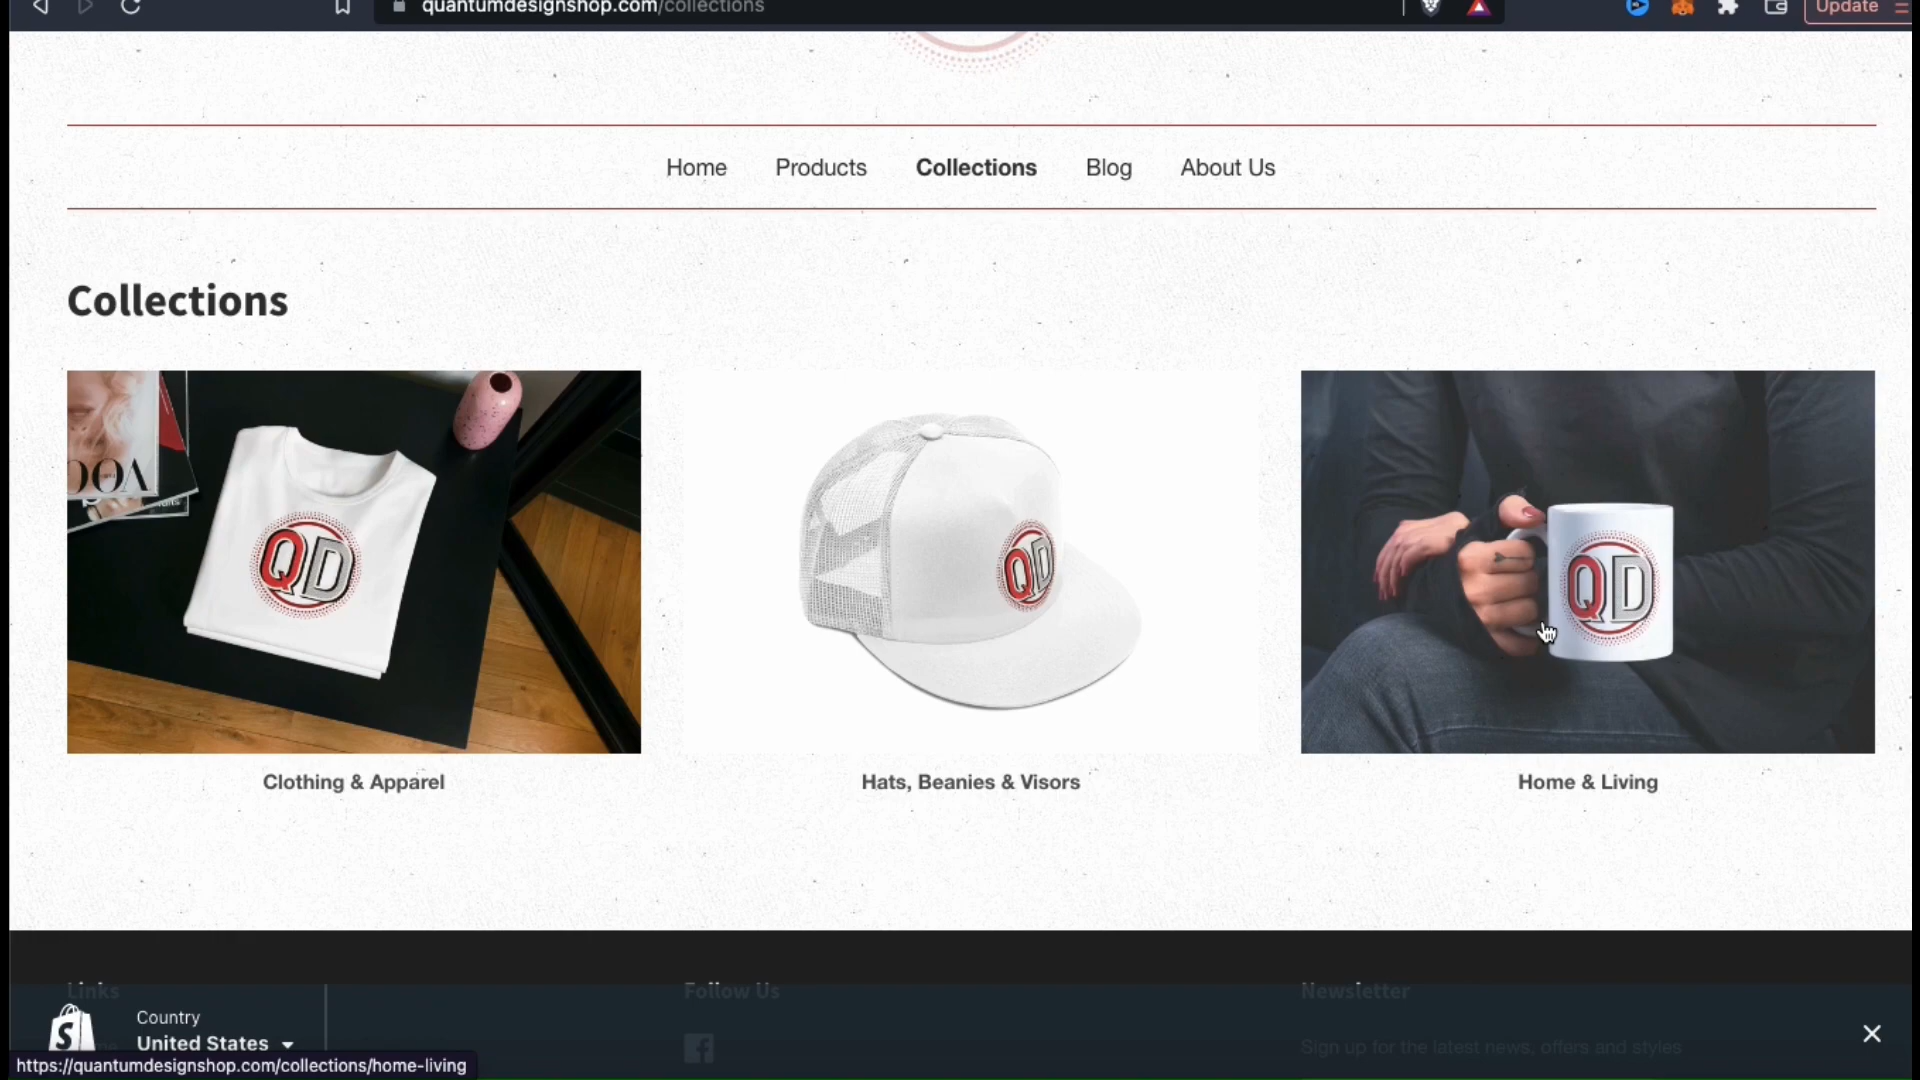 quantumdesignshop.com/collections
Update
Home
Products
Collections
Blog
About Us
Collections
QD
QD
QD
Clothing & Apparel
Hats, Beanies & Visors
Home & Living
Links
Follow Us
Newsletter
Country
United States
Sign up for the latest news, offers and styles
https://quantumdesignshop.com/collections/home-living